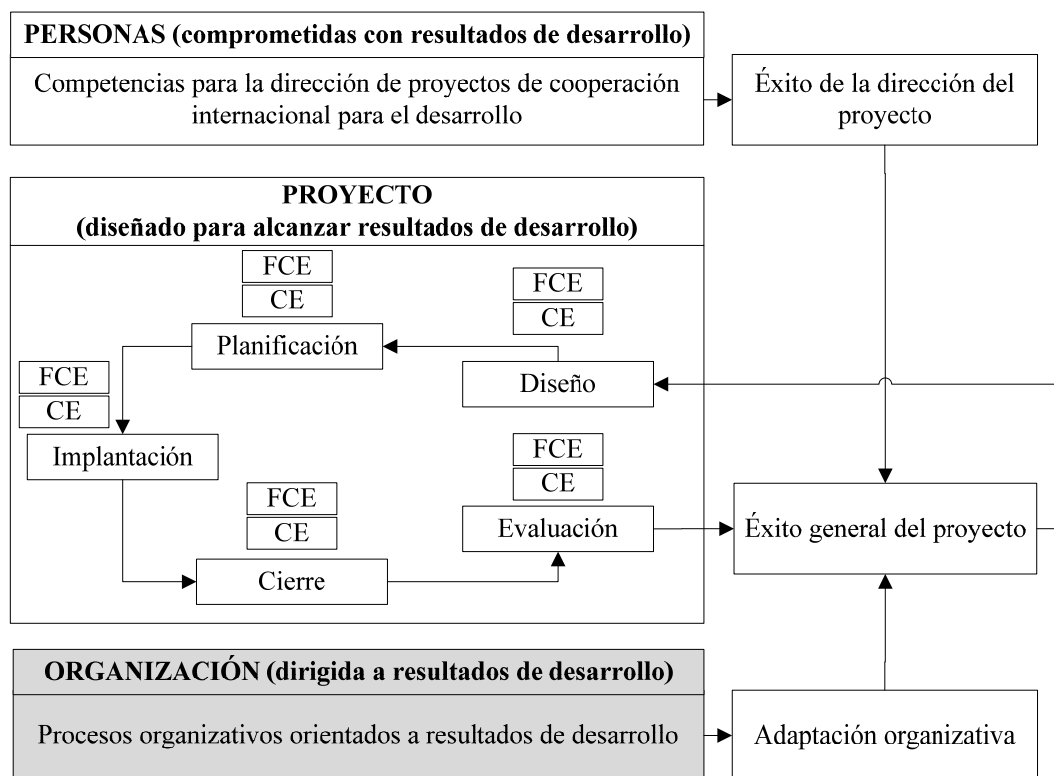 PERSONAS (comprometidas con resultados de desarrollo)
Competencias para la dirección de proyectos de cooperación
internacional para el desarrollo
Éxito de la dirección del
proyecto
PROYECTO
(diseñado para alcanzar resultados de desarrollo)
FCE
CE
Planificación
FCE
CE
Diseño
FCE
CE
Implantación
FCE
CE
Cierre
FCE
CE
Evaluación
Éxito general del proyecto
ORGANIZACIÓN (dirigida a resultados de desarrollo)
Procesos organizativos orientados a resultados de desarrollo
Adaptación organizativa